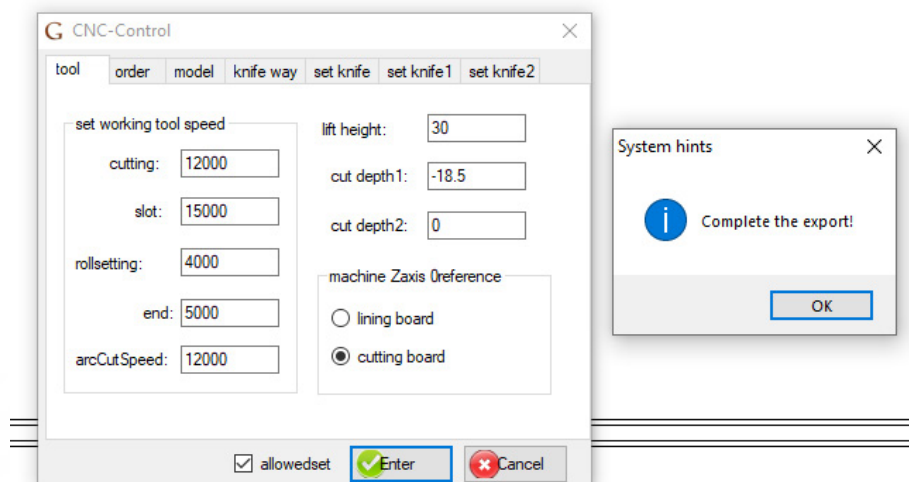 G CNC-Control
tool order model knife way set knife set knife1 set knife2
set working tool speed
cutting: 12000
slot: 15000
rollsetting: 4000
end: 5000
arcCutSpeed: 12000
lift height: 30
cut depth1: -18.5
cut depth2: 0
machine Zaxis 0reference
lining board
cutting board
allowedset Enter Cancel
System hints
Complete the export!
OK